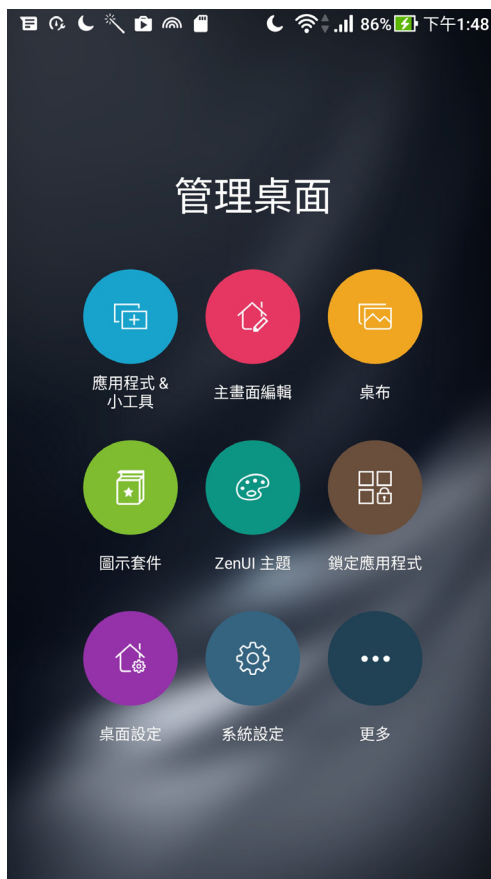 86% 下午1:48
管理桌面
應用程式 &
小工具
主畫面編輯
桌布
圖示套件
ZenUI 主題
鎖定應用程式
桌面設定
系統設定
更多